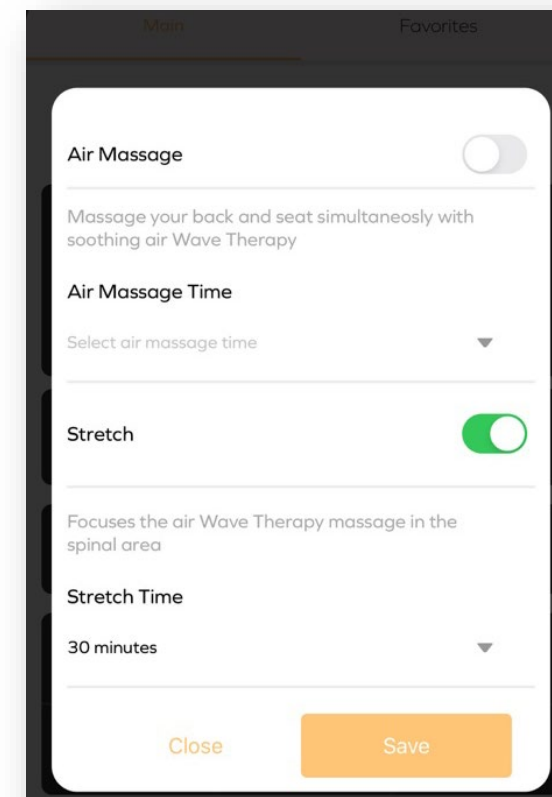 Main
Favorites
Air Massage
Massage your back and seat simultaneosly with
soothing air Wave Therapy
Air Massage Time
Select air massage time
Stretch
Focuses the air Wave Therapy massage in the
spinal area
Stretch Time
30 minutes
Close
Save